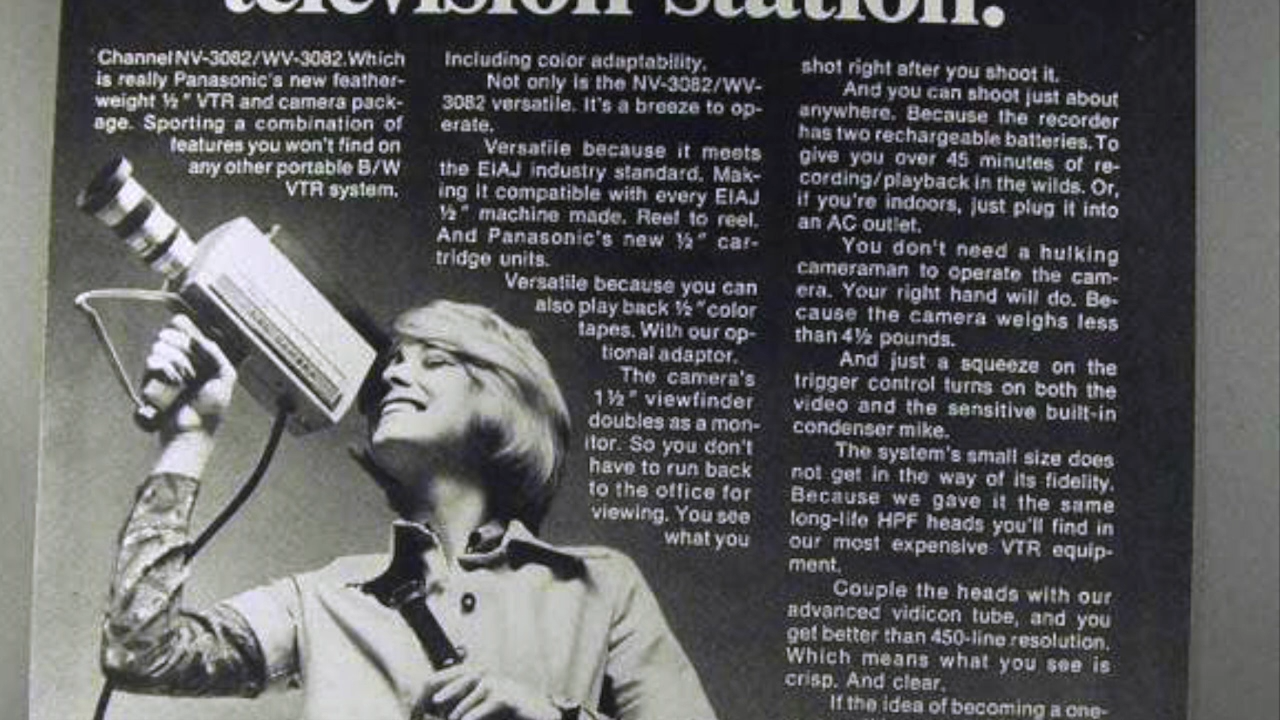 television station.
Channel NV-3082/WV-3082. Which
is really Panasonic's new feather-
weight ½" VTR and camera pack-
age. Sporting a combination of
features you won't find on
any other portable B/W
VTR system.
Including color adaptability.
Not only is the NV-3082/WV-
3082 versatile. It's a breeze to op-
erate.
Versatile because it meets
the EIAJ industry standard. Mak-
ing it compatible with every EIAJ
½" machine made. Reel to reel.
And Panasonic's new ½" car-
tridge units.
Versatile because you can
also play back ½" color
tapes. With our op-
tional adaptor.
The camera's
1½" viewfinder
doubles as a mon-
itor. So you don't
have to run back
to the office for
viewing. You see
what you
shot right after you shoot it.
And you can shoot just about
anywhere. Because the recorder
has two rechargeable batteries. To
give you over 45 minutes of re-
cording/playback in the wilds. Or,
if you're indoors, just plug it into
an AC outlet.
You don't need a hulking
cameraman to operate the cam-
era. Your right hand will do. Be-
cause the camera weighs less
than 4½ pounds.
And just a squeeze on the
trigger control turns on both the
video and the sensitive built-in
condenser mike.
The system's small size does
not get in the way of its fidelity.
Because we gave it the same
long-life HPF heads you'll find in
our most expensive VTR equip-
ment.
Couple the heads with our
advanced vidicon tube, and you
get better than 450-line resolution.
Which means what you see is
crisp. And clear.
If the idea of becoming a one-